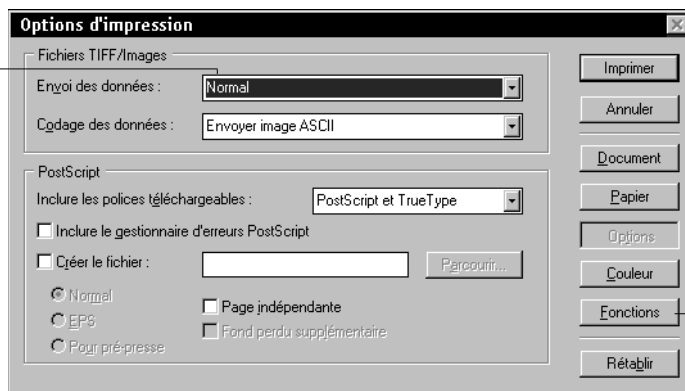 Options d'impression
Fichiers TIFF/Images
Envoi des données : Normal
Codage des données : Envoyer image ASCII
PostScript
Inclure les polices téléchargeables : PostScript et TrueType
Inclure le gestionnaire d'erreurs PostScript
Créer le fichier : Parcourir...
Normal
EPS
Pour pré-presse
Page indépendante
Fond perdu supplémentaire
Imprimer
Annuler
Document
Papier
Options
Couleur
Fonctions
Rétablir